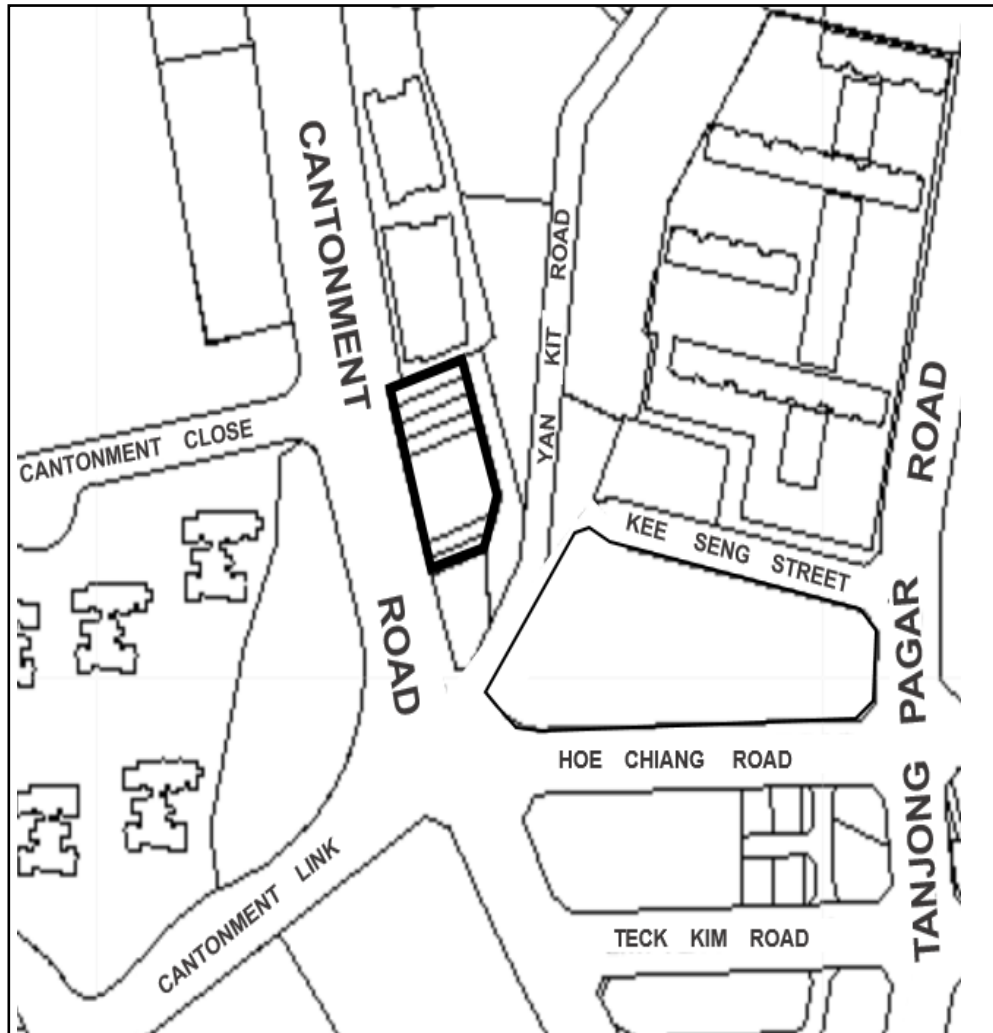 CANTONMENT
ROAD
CANTONMENT CLOSE
YAN KIT ROAD
KEE SENG STREET
HOE CHIANG ROAD
TECK KIM ROAD
CANTONMENT LINK
TANJONG PAGAR ROAD